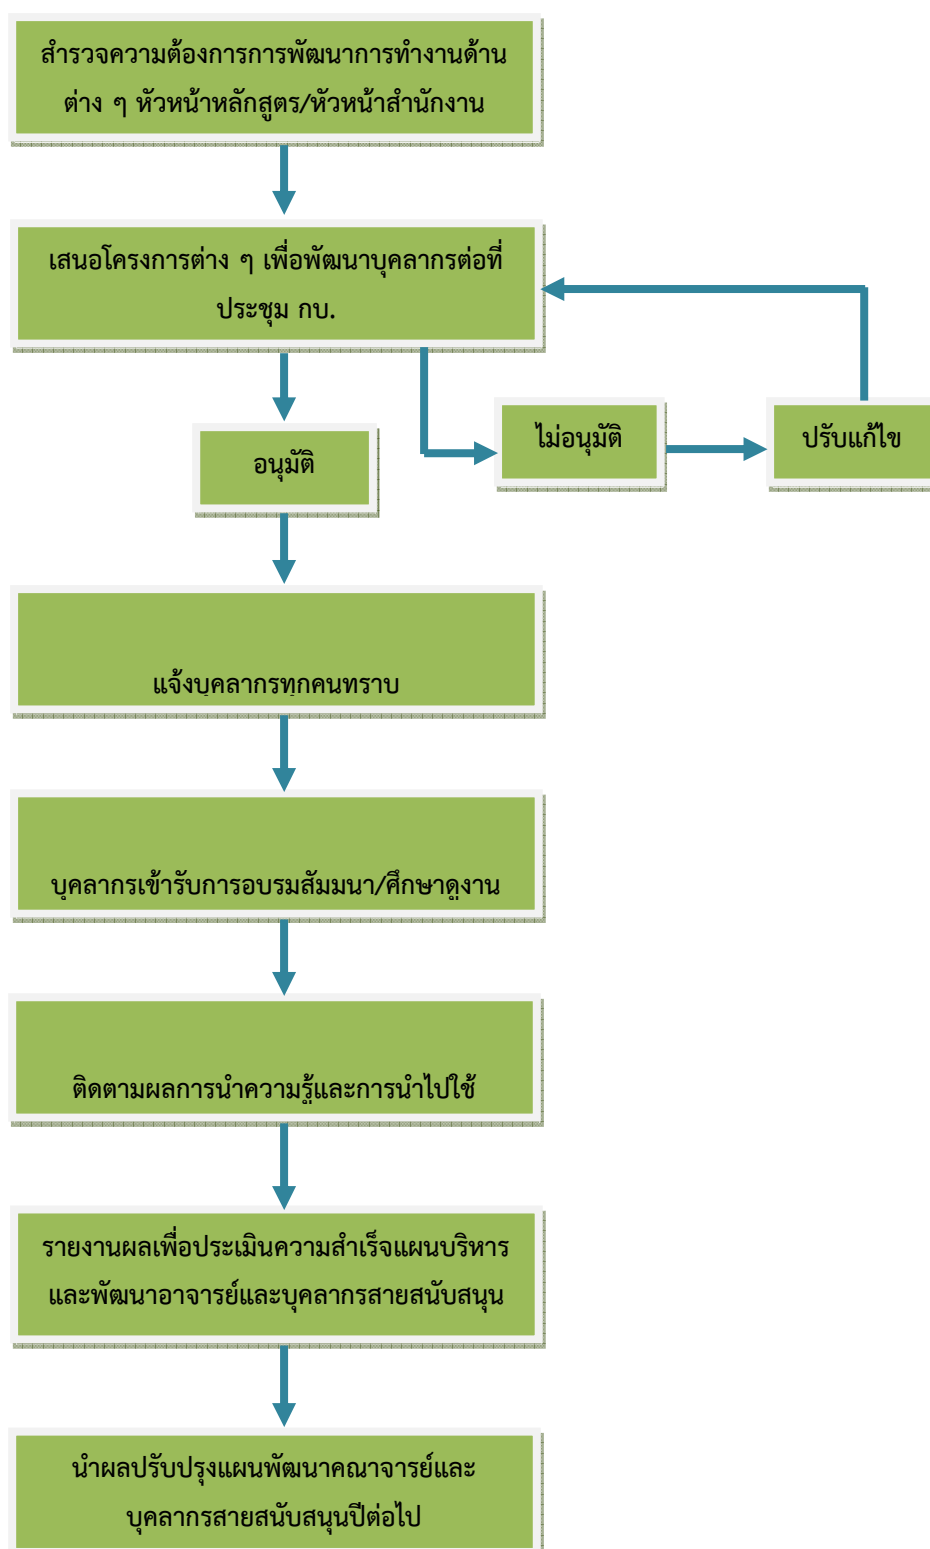 สำรวจความต้องการการพัฒนาการทำงานด้าน
ต่าง ๆ หัวหน้าหลักสูตร/หัวหน้าสำนักงาน
เสนอโครงการต่าง ๆ เพื่อพัฒนาบุคลากรต่อที่
ประชุม กบ.
อนุมัติ
ไม่อนุมัติ
ปรับแก้ไข
แจ้งบุคลากรทุกคนทราบ
บุคลากรเข้ารับการอบรมสัมมนา/ศึกษาดูงาน
ติดตามผลการนำความรู้และการนำไปใช้
รายงานผลเพื่อประเมินความสำเร็จแผนบริหาร
และพัฒนาอาจารย์และบุคลากรสายสนับสนุน
นำผลปรับปรุงแผนพัฒนาคณาจารย์และ
บุคลากรสายสนับสนุนปีต่อไป